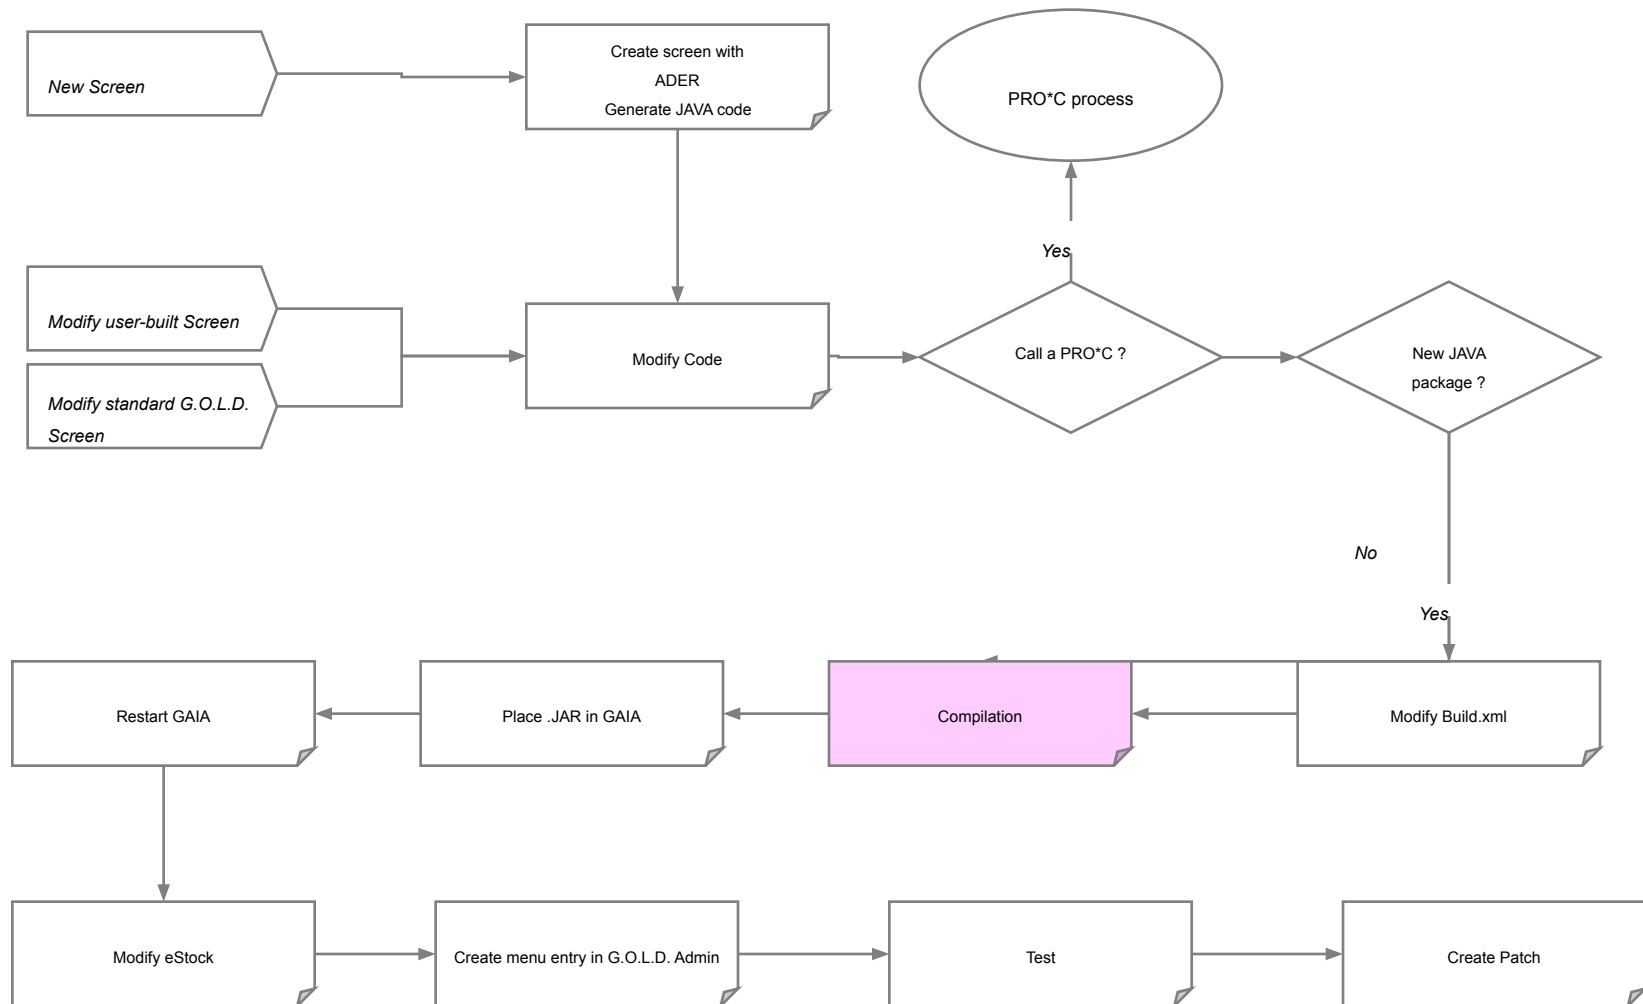 New Screen
Create screen with
ADER
Generate JAVA code
PRO*C process
Yes
Modify user-built Screen
Modify standard G.O.L.D.
Screen
Modify Code
Call a PRO*C ?
New JAVA
package ?
No
Yes
Restart GAIA
Place .JAR in GAIA
Compilation
Modify Build.xml
Modify eStock
Create menu entry in G.O.L.D. Admin
Test
Create Patch